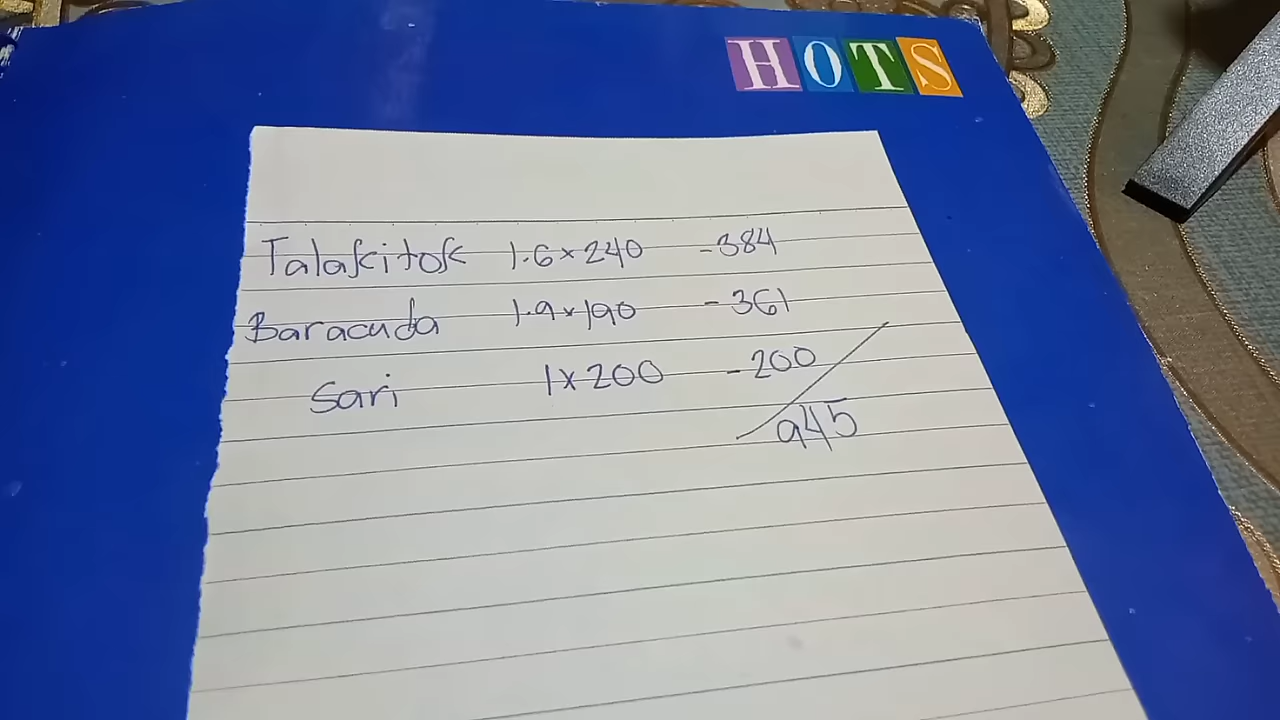 HOTS
Talakitok 1.6 x 240 - 384
Baracuda 1.9 x 190 - 361
Sari 1 x 200 - 200
945